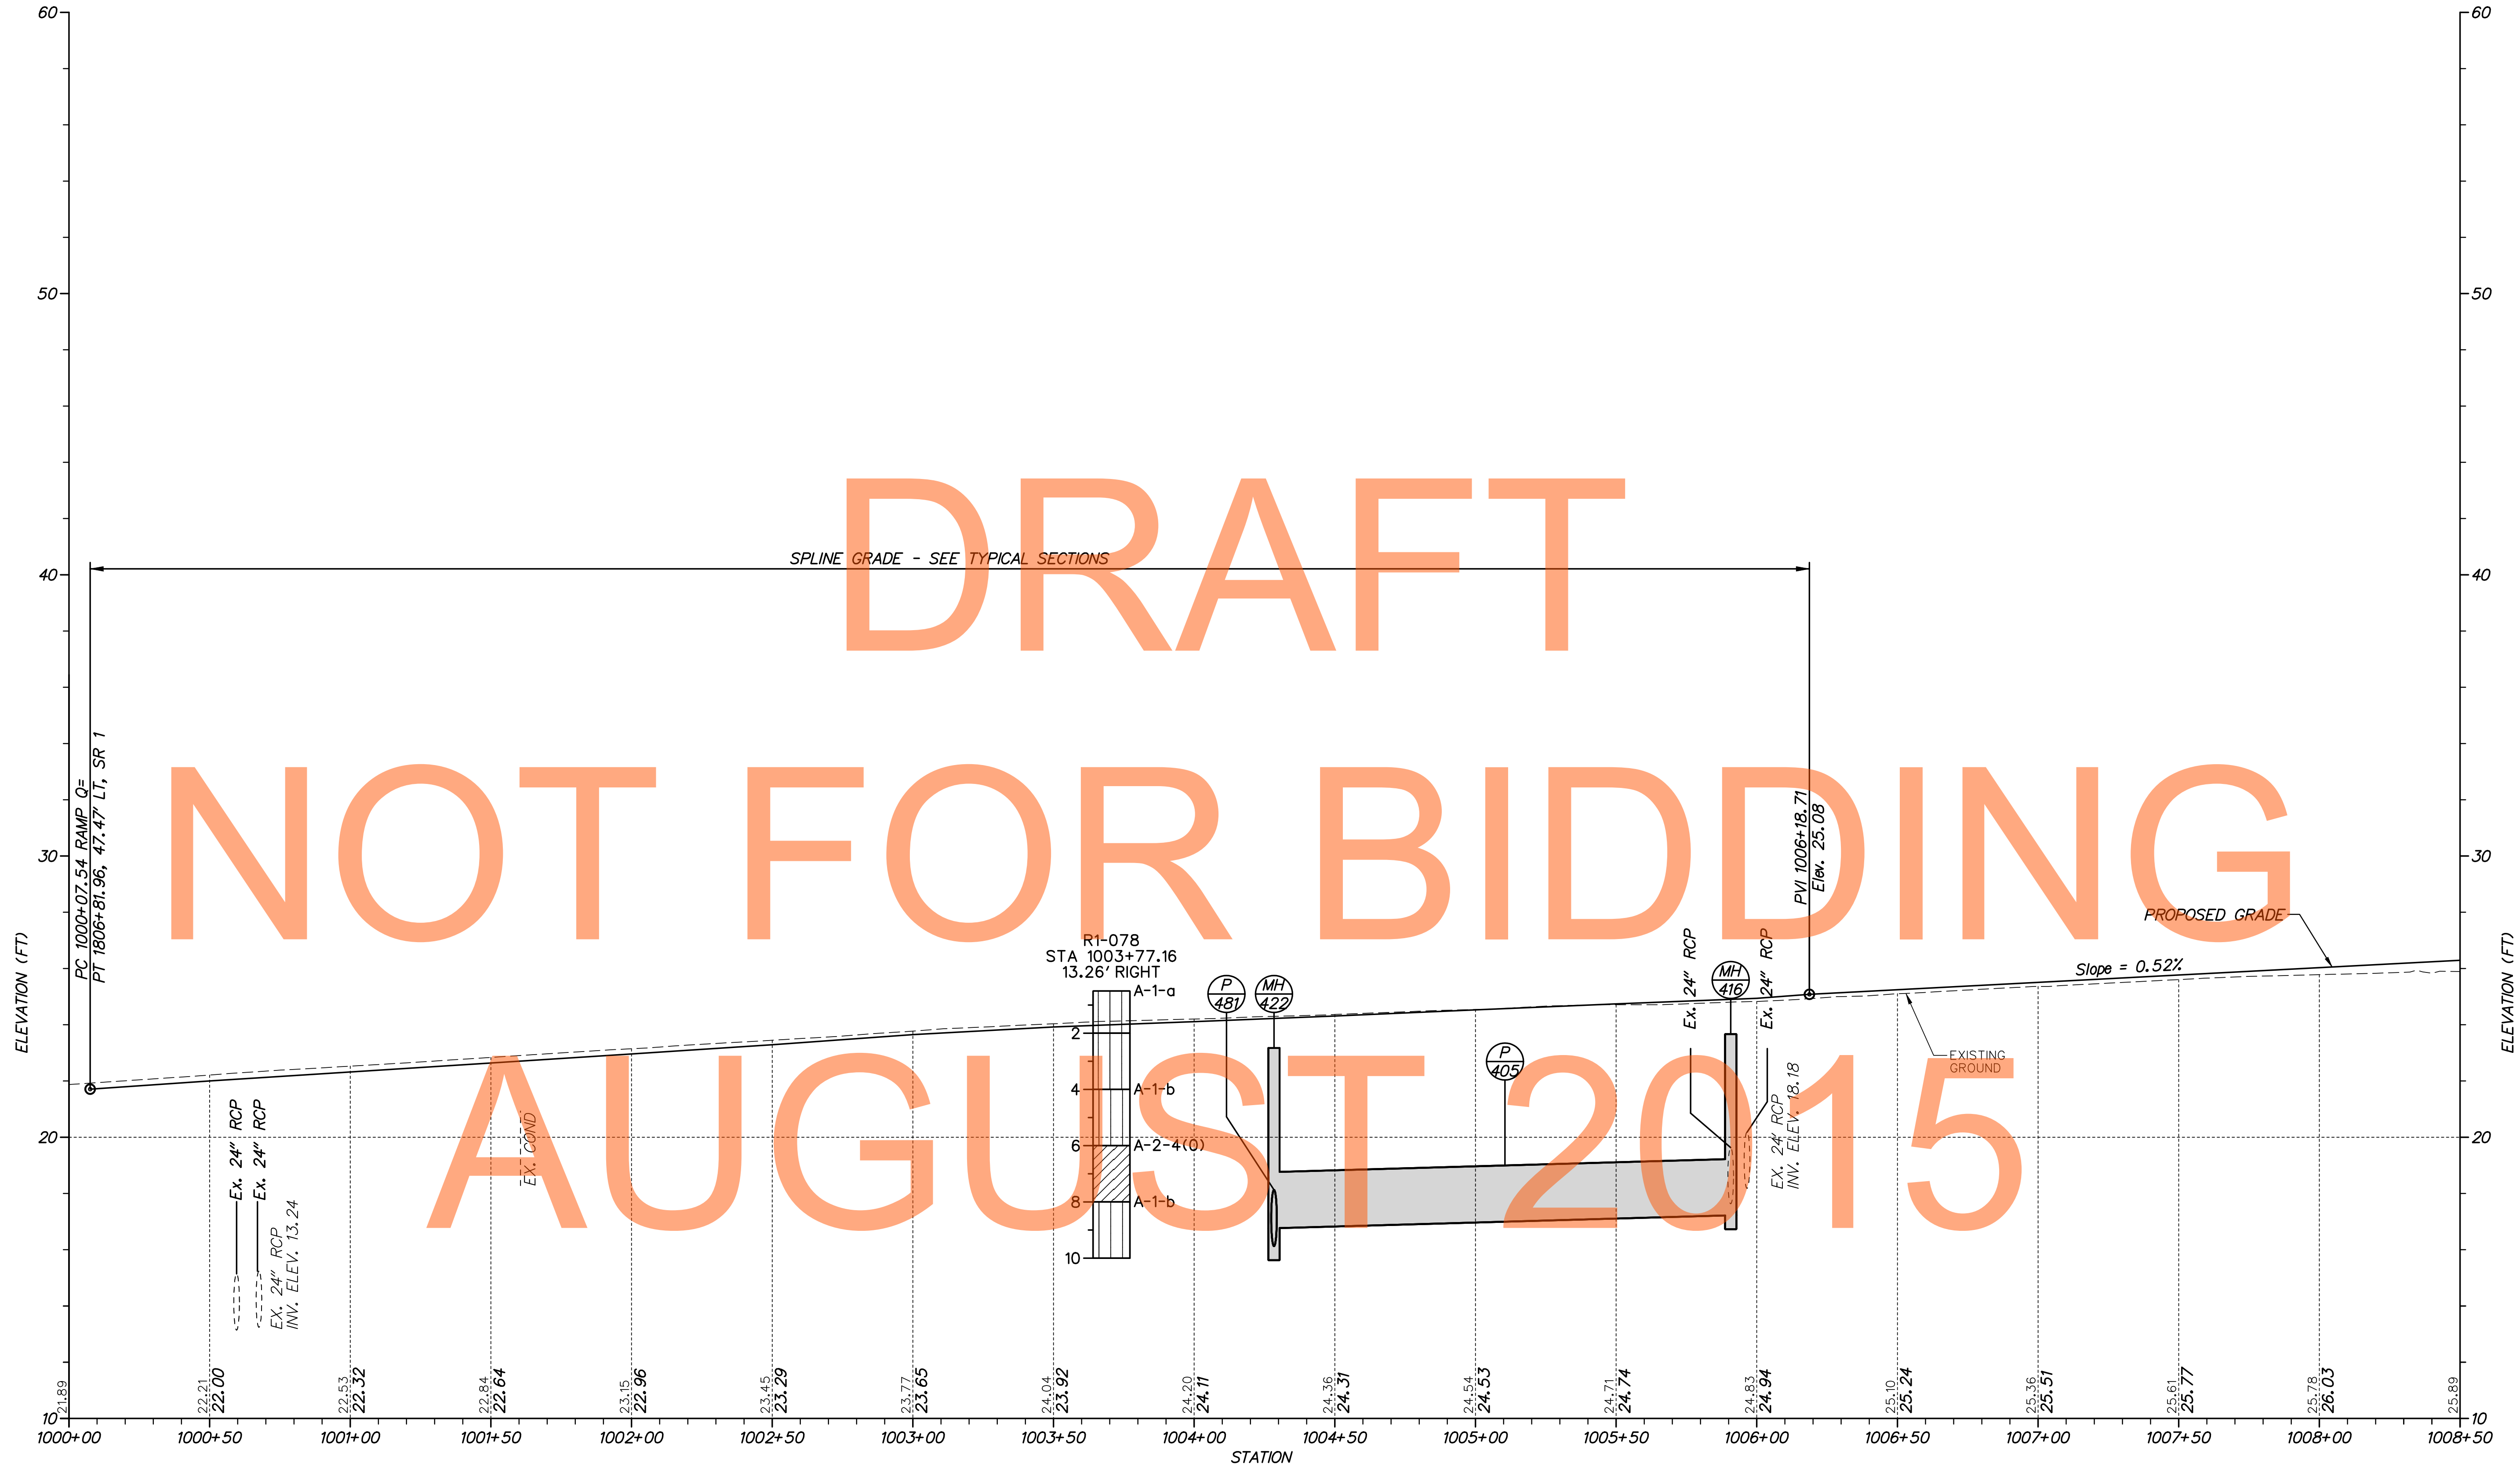 60
60
50
50
DRAFT
SPLINE GRADE - SEE TYPICAL SECTIONS
40
40
NOT FOR BIDDING
PC 1000+07.54 RAMP Q=
PT 1806+81.96, 47.47' LT, SR 1
PVI 1006+18.71
Elev. 25.08
30
30
PROPOSED GRADE
Slope = 0.52%
ELEVATION (FT)
ELEVATION (FT)
R1-078
STA 1003+77.16
13.26' RIGHT
A-1-a
2
4
A-1-b
6
A-2-4(0)
8
A-1-b
10
P
481
MH
422
P
405
Ex. 24" RCP
MH
416
Ex. 24" RCP
EX. 24" RCP
INV. ELEV. 18.18
EXISTING
GROUND
AUGUST 2015
20
20
Ex. 24" RCP
Ex. 24" RCP
EX. 24" RCP
INV. ELEV. 13.24
EX. COND
21.89
22.21
22.00
22.53
22.32
22.84
22.64
23.15
22.96
23.45
23.29
23.77
23.65
24.04
23.92
24.20
24.11
24.36
24.31
24.54
24.53
24.71
24.74
24.83
24.94
25.10
25.24
25.36
25.51
25.61
25.77
25.78
26.03
25.89
10
10
1000+00
1000+50
1001+00
1001+50
1002+00
1002+50
1003+00
1003+50
1004+00
1004+50
1005+00
1005+50
1006+00
1006+50
1007+00
1007+50
1008+00
1008+50
STATION